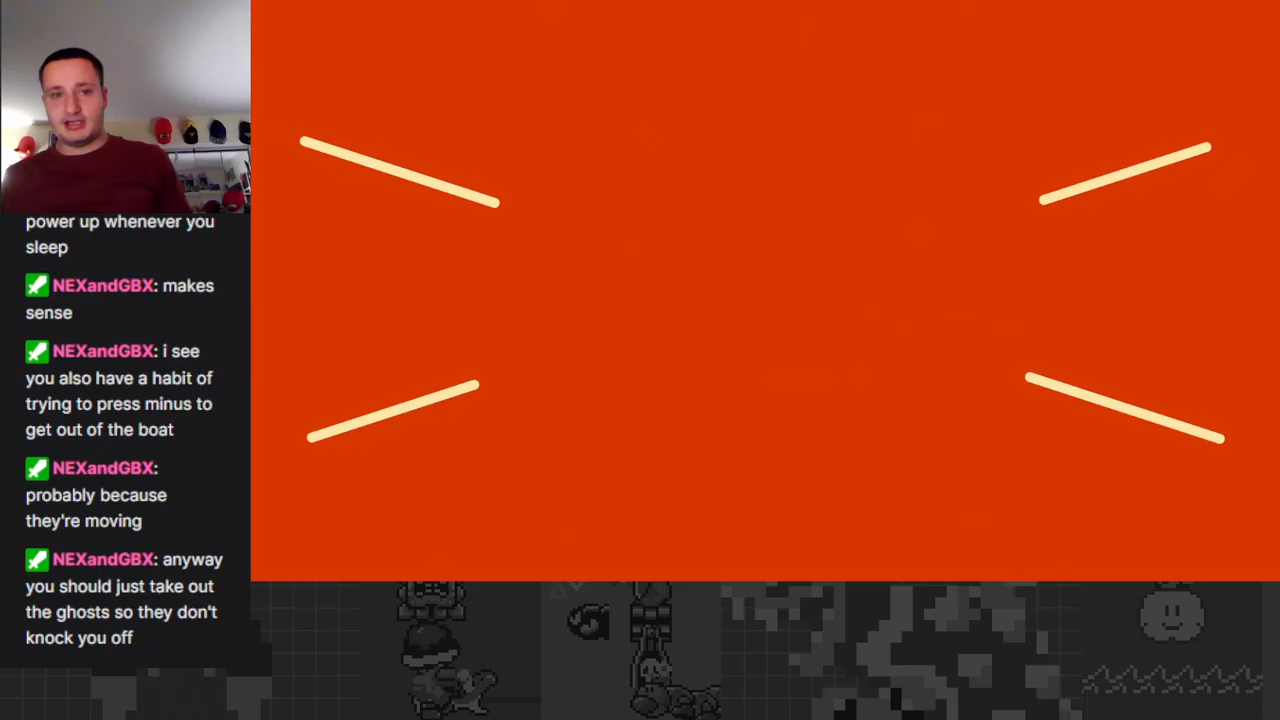 power up whenever you
sleep
NEXandGBX: makes
sense
NEXandGBX: i see
you also have a habit of
trying to press minus to
get out of the boat
NEXandGBX:
probably because
they're moving
NEXandGBX: anyway
you should just take out
the ghosts so they don't
knock you off